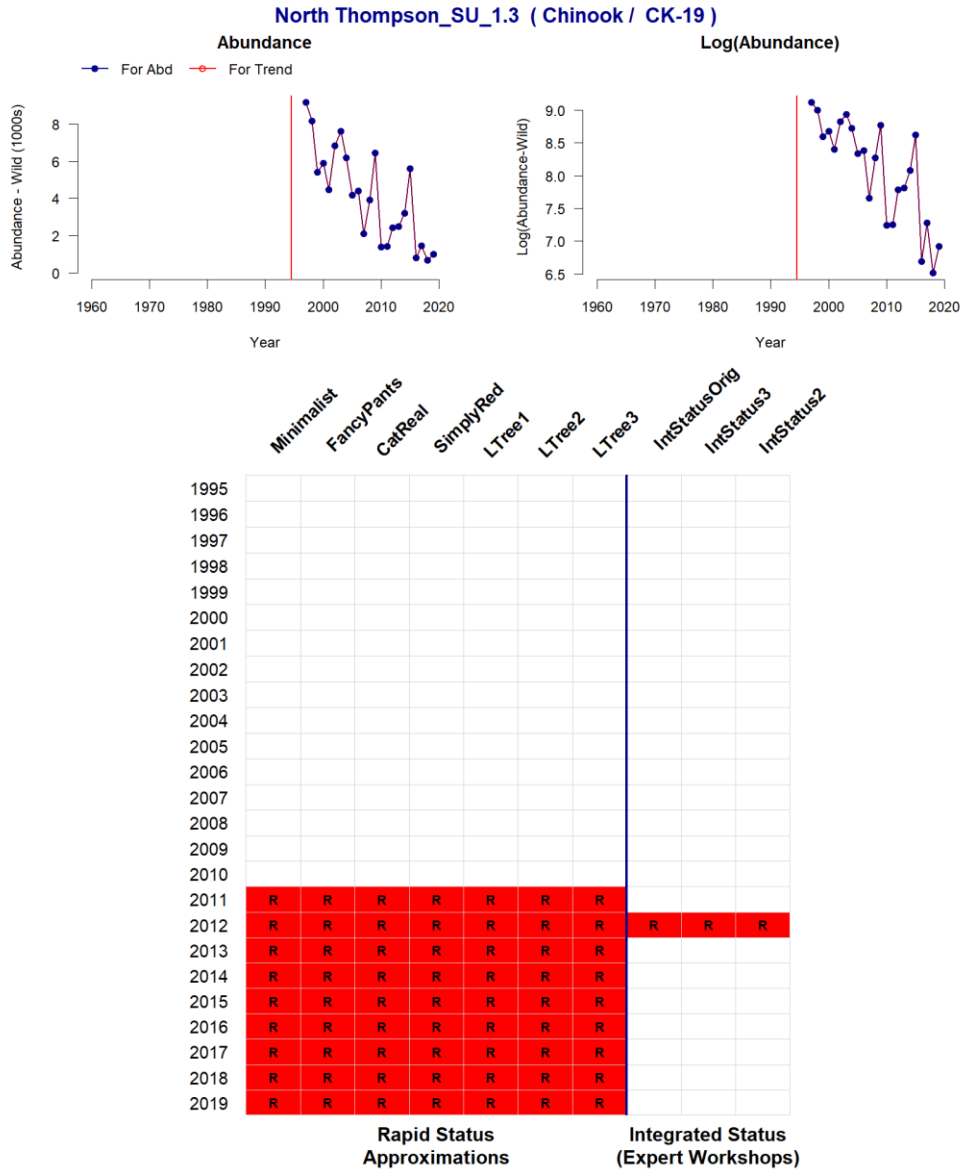 North Thompson_SU_1.3 ( Chinook / CK-19 )
Abundance
For Abd For Trend
Abundance - Wild (1000s)
8
6
4
2
0
1960 1970 1980 1990 2000 2010 2020
Year
Log(Abundance)
Log(Abundance-Wild)
9.0
8.5
8.0
7.5
7.0
6.5
1960 1970 1980 1990 2000 2010 2020
Year
Minimalist FancyPants CatReal SimplyRed LTree1 LTree2 LTree3 IntStatusOrig IntStatus3 IntStatus2
1995
1996
1997
1998
1999
2000
2001
2002
2003
2004
2005
2006
2007
2008
2009
2010
2011 R R R R R R R
2012 R R R R R R R R R R
2013 R R R R R R R
2014 R R R R R R R
2015 R R R R R R R
2016 R R R R R R R
2017 R R R R R R R
2018 R R R R R R R
2019 R R R R R R R
Rapid Status
Approximations
Integrated Status
(Expert Workshops)